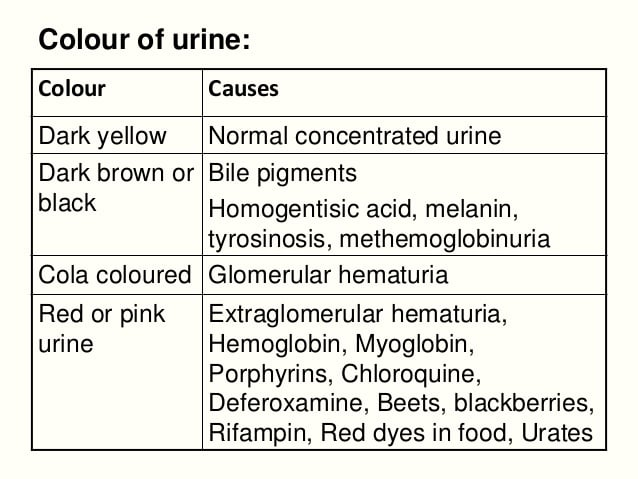 Colour of urine:
Colour Causes
Dark yellow Normal concentrated urine
Dark brown or Bile pigments
black Homogentisic acid, melanin,
tyrosinosis, methemoglobinuria
Cola coloured Glomerular hematuria
Red or pink Extraglomerular hematuria,
urine Hemoglobin, Myoglobin,
Porphyrins, Chloroquine,
Deferoxamine, Beets, blackberries,
Rifampin, Red dyes in food, Urates